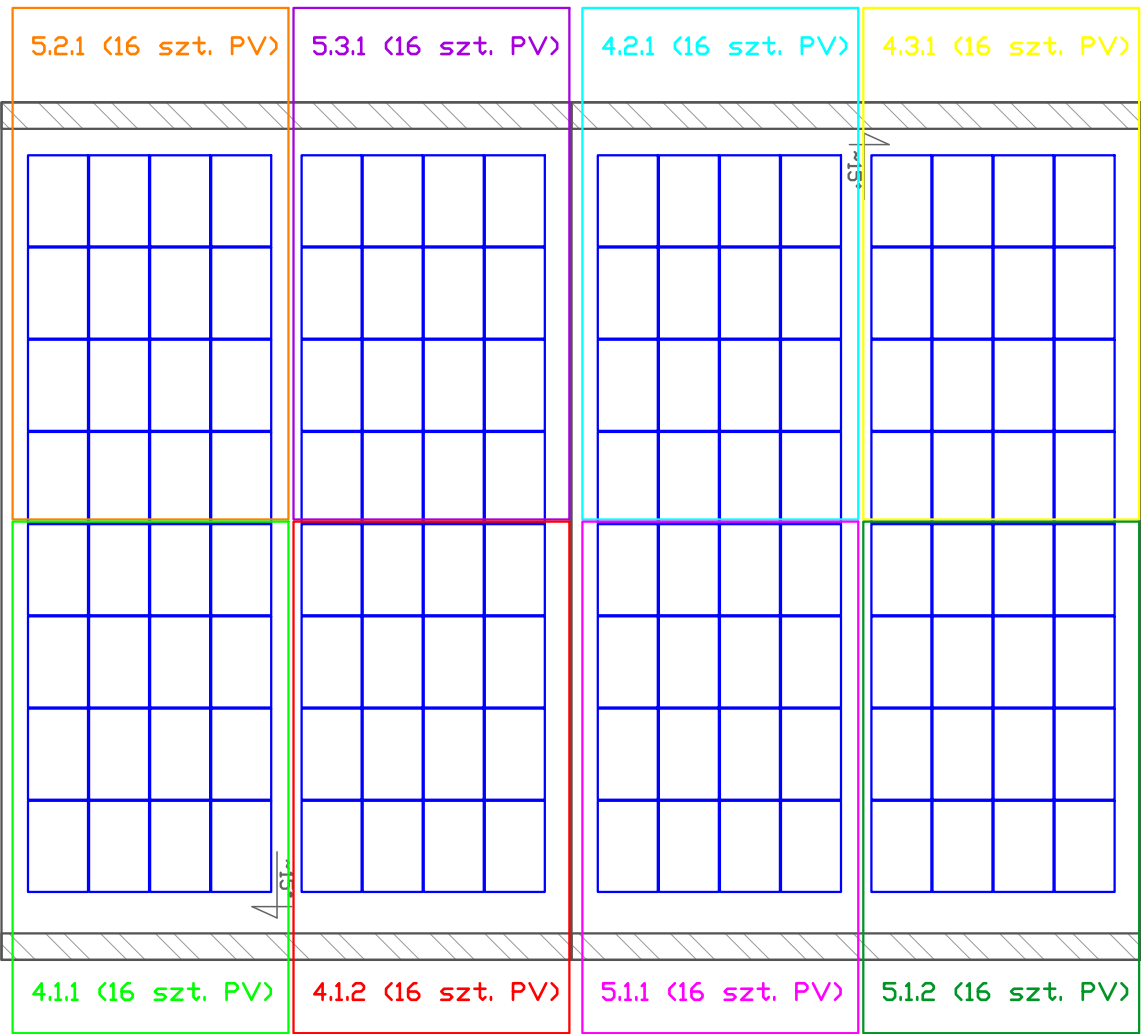 5.2.1 (16 szt. PV)
5.3.1 (16 szt. PV)
4.2.1 (16 szt. PV)
4.3.1 (16 szt. PV)
4.1.1 (16 szt. PV)
4.1.2 (16 szt. PV)
5.1.1 (16 szt. PV)
5.1.2 (16 szt. PV)